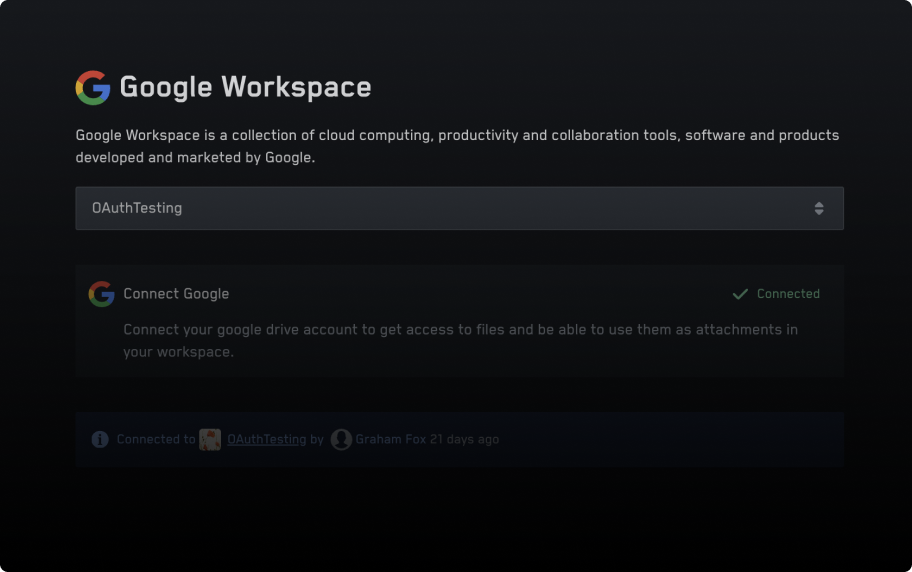 Google Workspace
Google Workspace is a collection of cloud computing, productivity and collaboration tools, software and products
developed and marketed by Google.
OAuthTesting
Connect Google
Connected
Connect your google drive account to get access to files and be able to use them as attachments in
your workspace.
Connected to OAuthTesting by Graham Fox 21 days ago